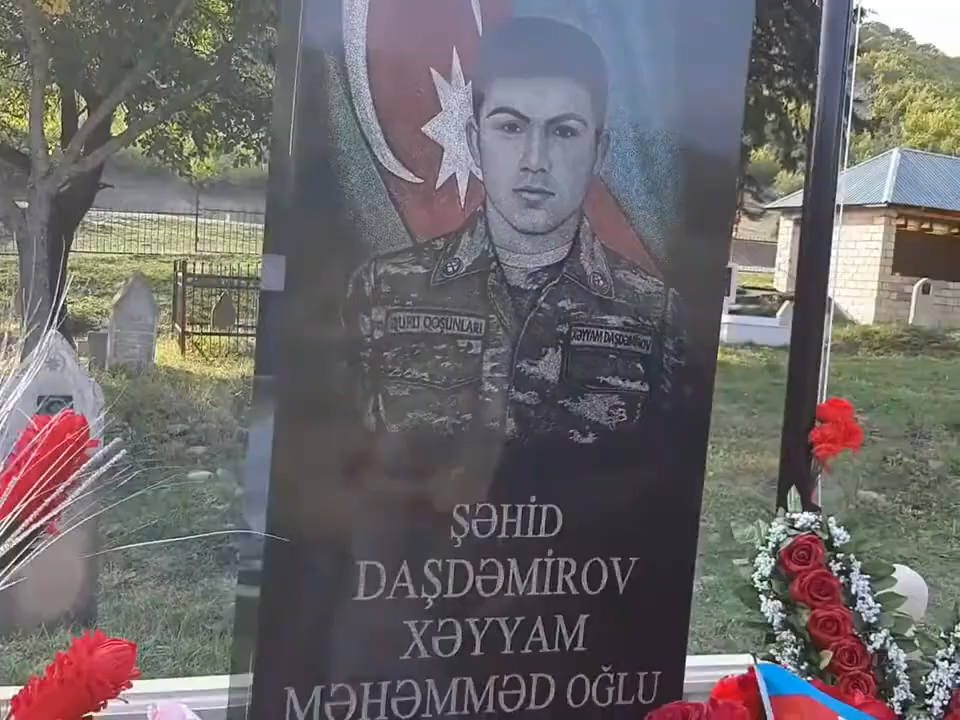 QURU QOŞUNLARI
XƏYYAM DAŞDƏMİROV
ŞƏHİD
DAŞDƏMİROV
XƏYYAM
MƏHƏMMƏD OĞLU